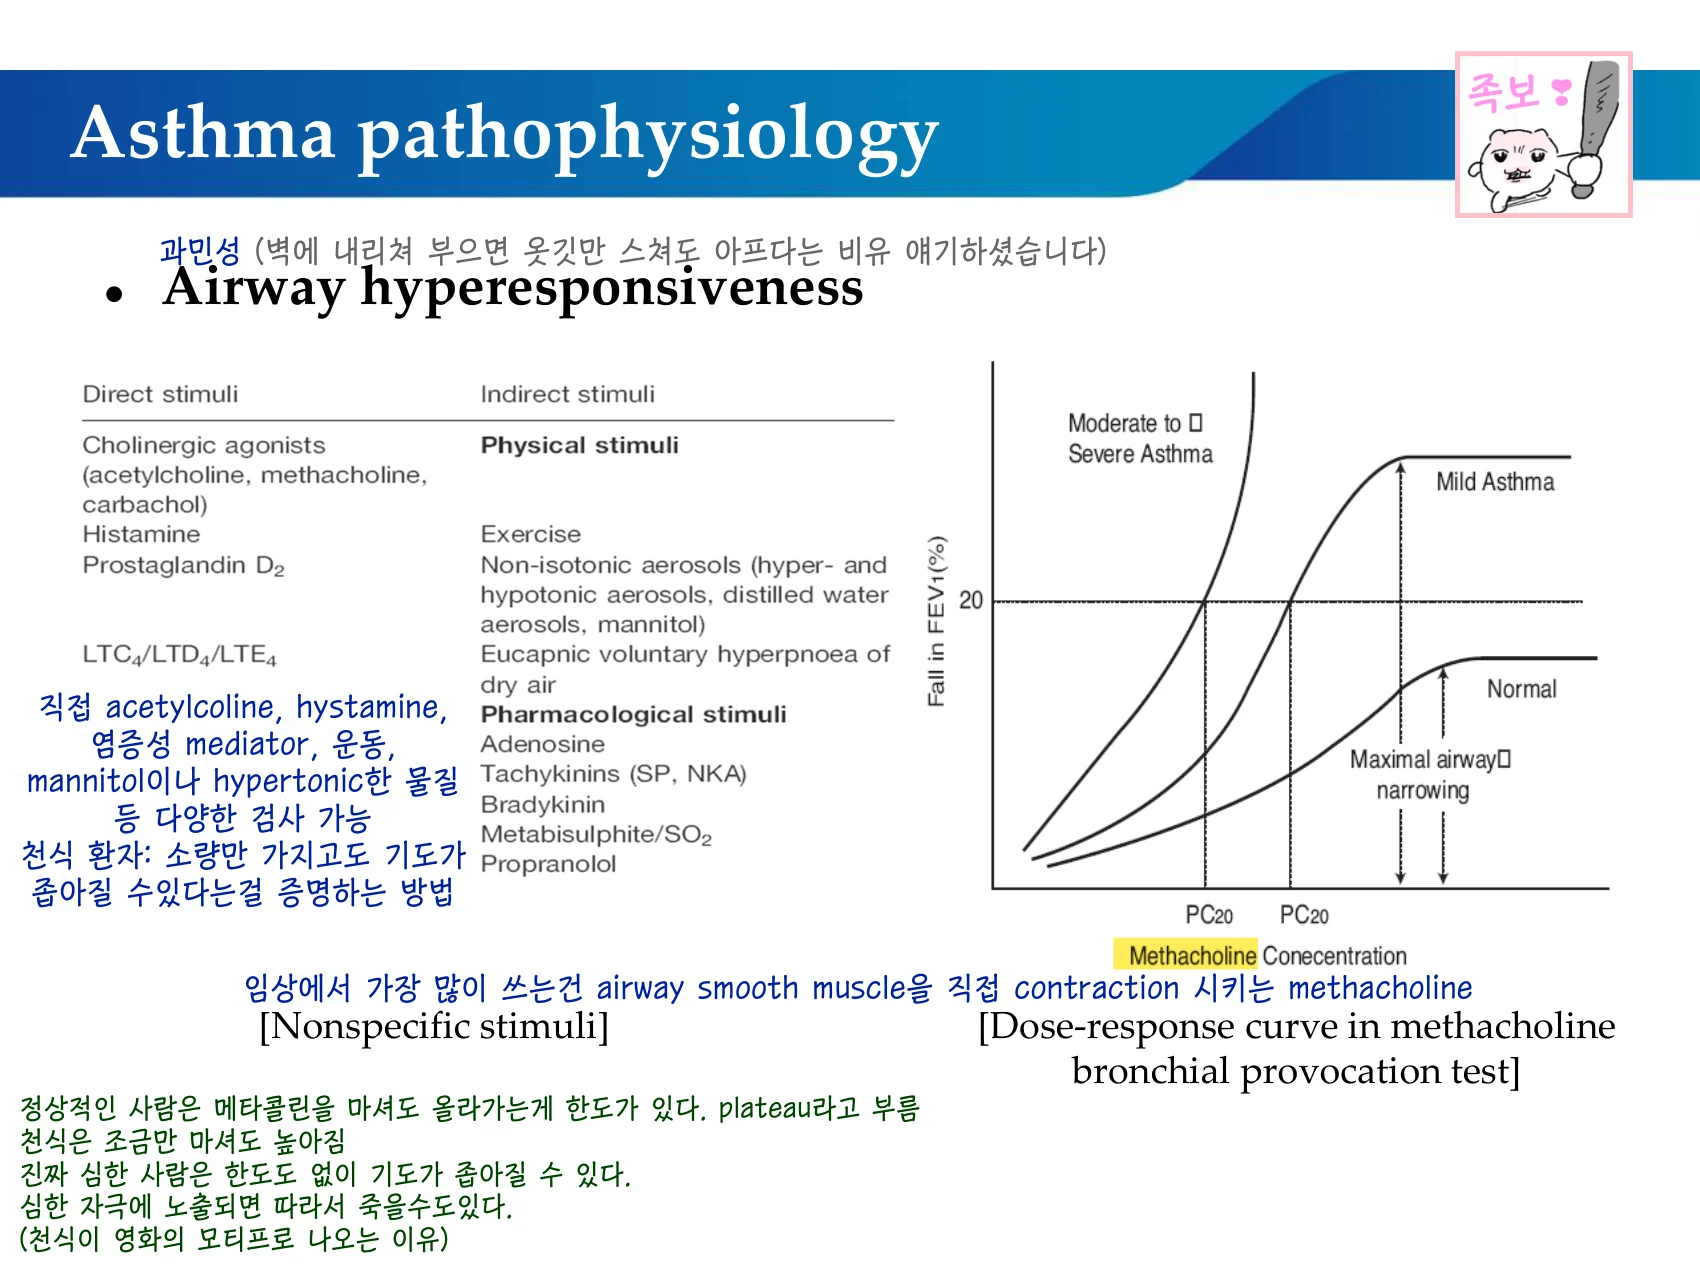 Asthma pathophysiology
족보❣
과민성 (벽에 내리쳐 부으면 옷깃만 스쳐도 아프다는 비유 얘기하셨습니다)
• Airway hyperesponsiveness
Direct stimuli
Cholinergic agonists
(acetylcholine, methacholine,
carbachol)
Histamine
Prostaglandin D₂
LTC₄/LTD₄/LTE₄
Indirect stimuli
Physical stimuli
Exercise
Non-isotonic aerosols (hyper- and
hypotonic aerosols, distilled water
aerosols, mannitol)
Eucapnic voluntary hyperpnoea of
dry air
Pharmacological stimuli
Adenosine
Tachykinins (SP, NKA)
Bradykinin
Metabisulphite/SO₂
Propranolol
직접 acetylcoline, hystamine,
염증성 mediator, 운동,
mannitol이나 hypertonic한 물질
등 다양한 검사 가능
천식 환자: 소량만 가지고도 기도가
좁아질 수있다는걸 증명하는 방법
Fall in FEV1(%)
20
Moderate to
Severe Asthma
Mild Asthma
Normal
Maximal airway
narrowing
PC20 PC20
Methacholine Conecentration
임상에서 가장 많이 쓰는건 airway smooth muscle을 직접 contraction 시키는 methacholine
[Nonspecific stimuli]
[Dose-response curve in methacholine
bronchial provocation test]
정상적인 사람은 메타콜린을 마셔도 올라가는게 한도가 있다. plateau라고 부름
천식은 조금만 마셔도 높아짐
진짜 심한 사람은 한도도 없이 기도가 좁아질 수 있다.
심한 자극에 노출되면 따라서 죽을수도있다.
(천식이 영화의 모티프로 나오는 이유)